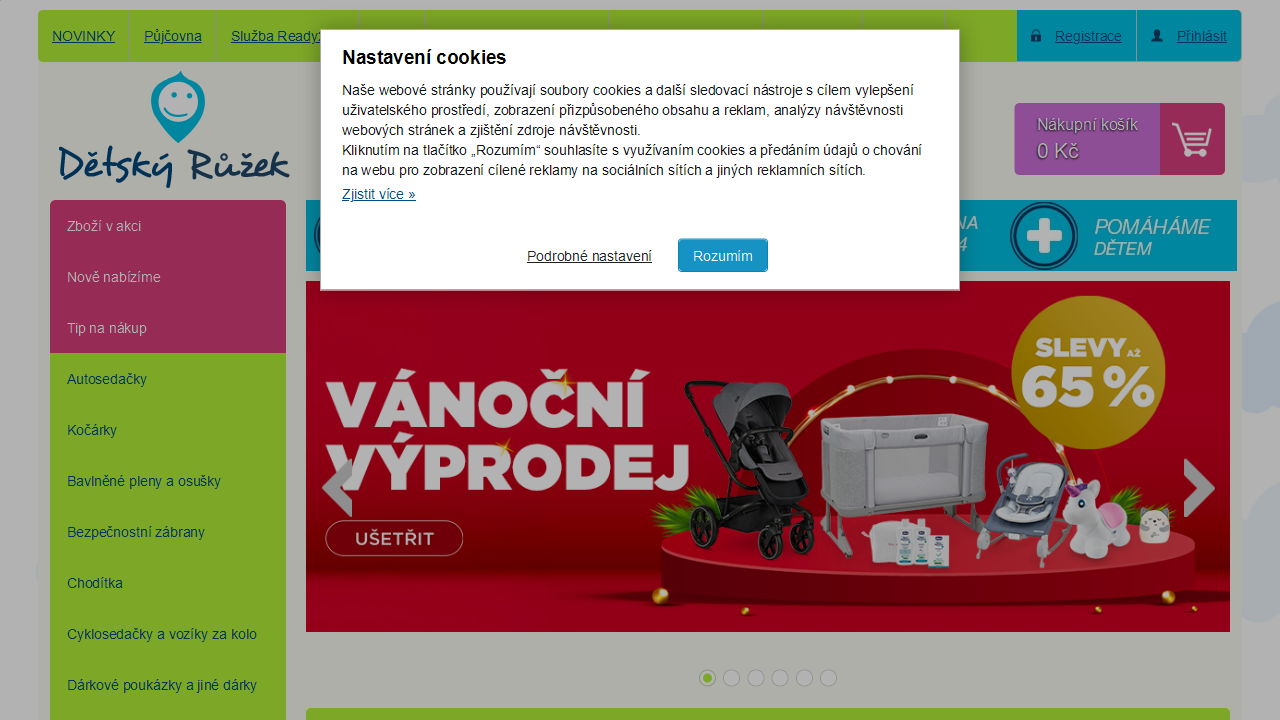 NOVINKY
Půjčovna
Služba Ready
Registrace
Přihlásit
Nastavení cookies
Naše webové stránky používají soubory cookies a další sledovací nástroje s cílem vylepšení
uživatelského prostředí, zobrazení přizpůsobeného obsahu a reklam, analýzy návštěvnosti
webových stránek a zjištění zdroje návštěvnosti.
Kliknutím na tlačítko „Rozumím“ souhlasíte s využívaním cookies a předáním údajů o chování
na webu pro zobrazení cílené reklamy na sociálních sítích a jiných reklamních sítích.
Zjistit více »
Podrobné nastavení
Rozumím
Dětský Růžek
Nákupní košík
0 Kč
POMÁHÁME
DĚTEM
Zboží v akci
Nově nabízíme
Tip na nákup
Autosedačky
Kočárky
Bavlněné pleny a osušky
Bezpečnostní zábrany
Chodítka
Cyklosedačky a vozíky za kolo
Dárkové poukázky a jiné dárky
VÁNOČNÍ
VÝPRODEJ
UŠETŘIT
SLEVY AŽ
65 %